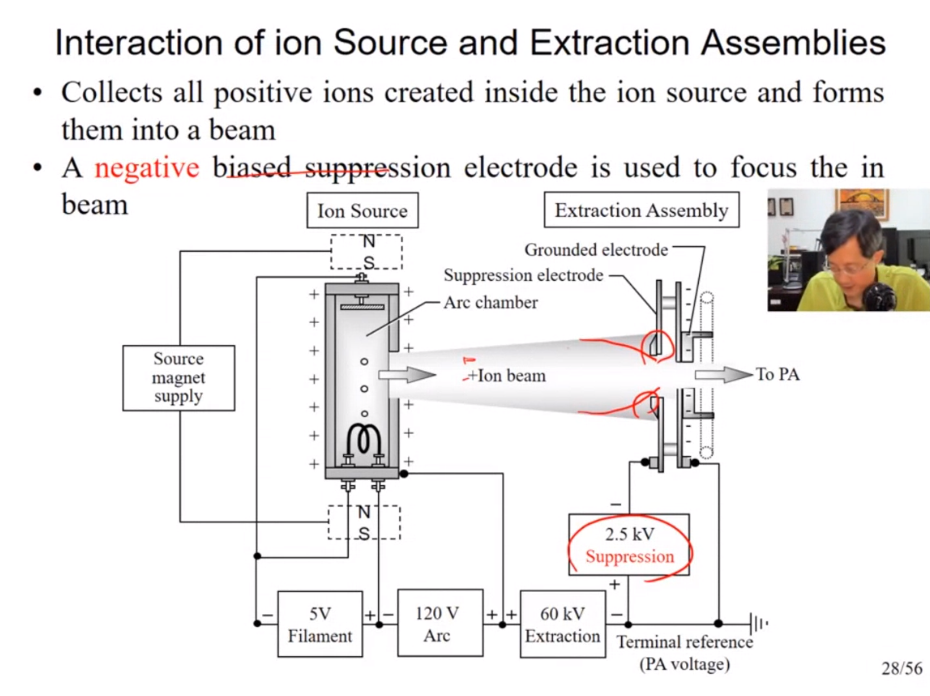 Interaction of ion Source and Extraction Assemblies
• Collects all positive ions created inside the ion source and forms
them into a beam
• A negative biased suppression electrode is used to focus the in
beam
Ion Source
Extraction Assembly
N
S
Grounded electrode
Suppression electrode
Arc chamber
+Ion beam
To PA
Source
magnet
supply
N
S
2.5 kV
Suppression
5V
Filament
120 V
Arc
60 kV
Extraction
Terminal reference
(PA voltage)
28/56